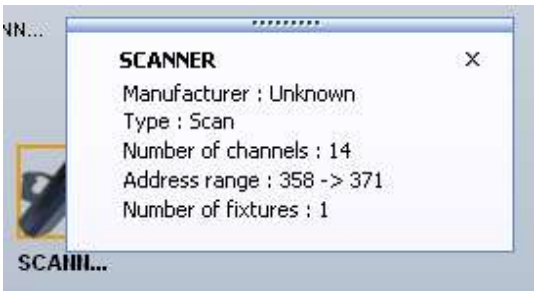 NN...
SCANNER
Manufacturer : Unknown
Type : Scan
Number of channels : 14
Address range : 358 -> 371
Number of fixtures : 1
SCANN...